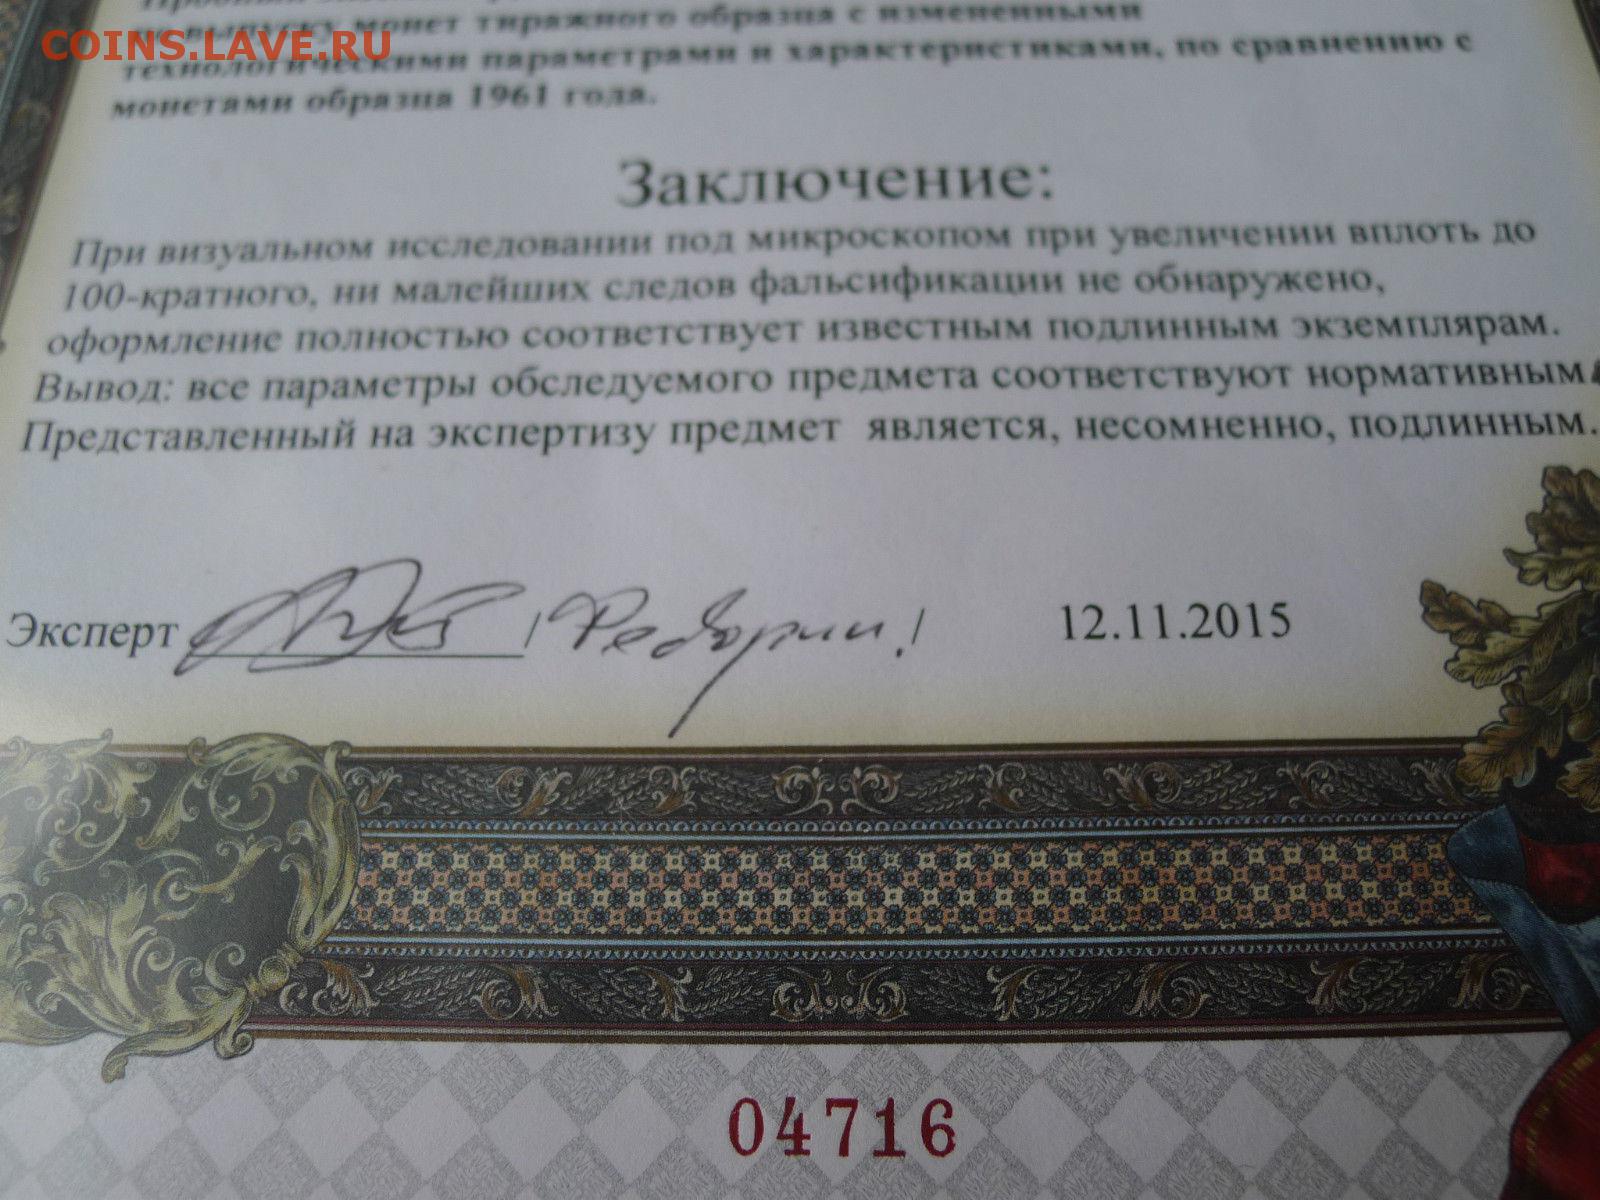 COINS.LAVE.RU
монет тиражного образца с измененными
технологическими параметрами и характеристиками, по сравнению с
монетами образца 1961 года.
Заключение:
При визуальном исследовании под микроскопом при увеличении вплоть до
100-кратного, ни малейших следов фальсификации не обнаружено,
оформление полностью соответствует известным подлинным экземплярам.
Вывод: все параметры обследуемого предмета соответствуют нормативным.
Представленный на экспертизу предмет является, несомненно, подлинным.
Эксперт / Федорин. / 12.11.2015
04716